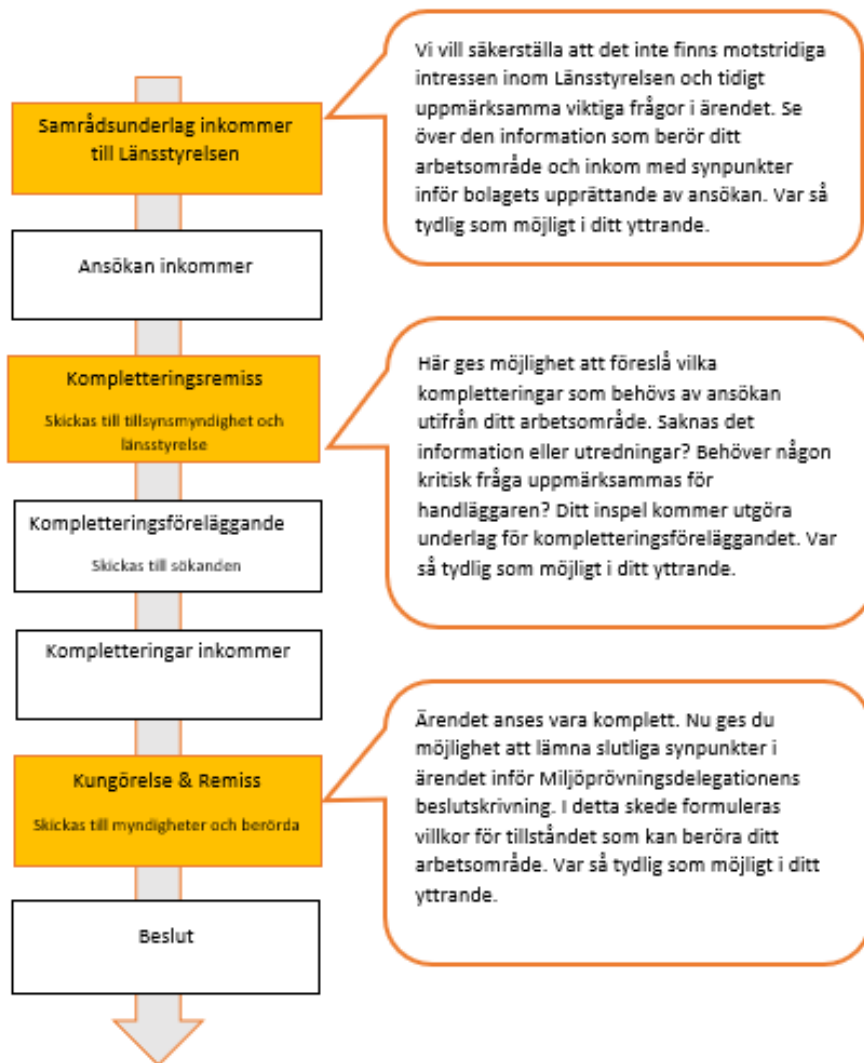 Samrådsunderlag inkommer
till Länsstyrelsen
Vi vill säkerställa att det inte finns motstridiga
intressen inom Länsstyrelsen och tidigt
uppmärksamma viktiga frågor i ärendet. Se
över den information som berör ditt
arbetsområde och inkom med synpunkter
inför bolagets upprättande av ansökan. Var så
tydlig som möjligt i ditt yttrande.
Ansökan inkommer
Kompletteringsremiss
Skickas till tillsynsmyndighet och
länsstyrelse
Här ges möjlighet att föreslå vilka
kompletteringar som behövs av ansökan
utifrån ditt arbetsområde. Saknas det
information eller utredningar? Behöver någon
kritisk fråga uppmärksammas för
handläggaren? Ditt inspel kommer utgöra
underlag för kompletteringsföreläggandet. Var
så tydlig som möjligt i ditt yttrande.
Kompletteringsföreläggande
Skickas till sökanden
Kompletteringar inkommer
Kungörelse & Remiss
Skickas till myndigheter och berörda
Ärendet anses vara komplett. Nu ges du
möjlighet att lämna slutliga synpunkter i
ärendet inför Miljöprövningsdelegationens
beslutskrivning. I detta skede formuleras
villkor för tillståndet som kan beröra ditt
arbetsområde. Var så tydlig som möjligt i ditt
yttrande.
Beslut